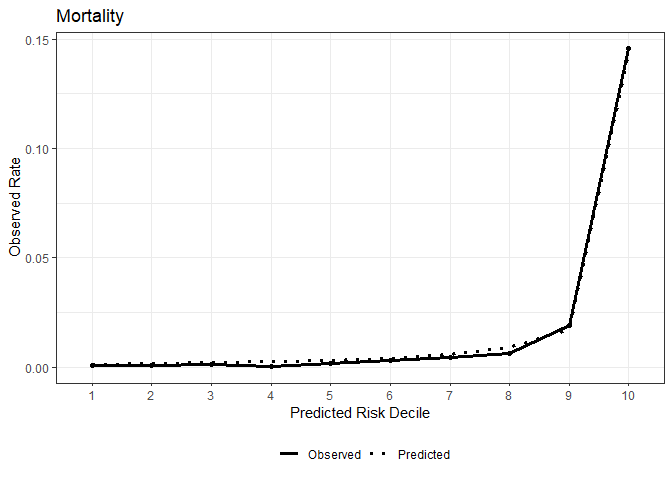 Mortality
0.15
0.10
0.05
0.00
Observed Rate
1 2 3 4 5 6 7 8 9 10
Predicted Risk Decile
Observed Predicted